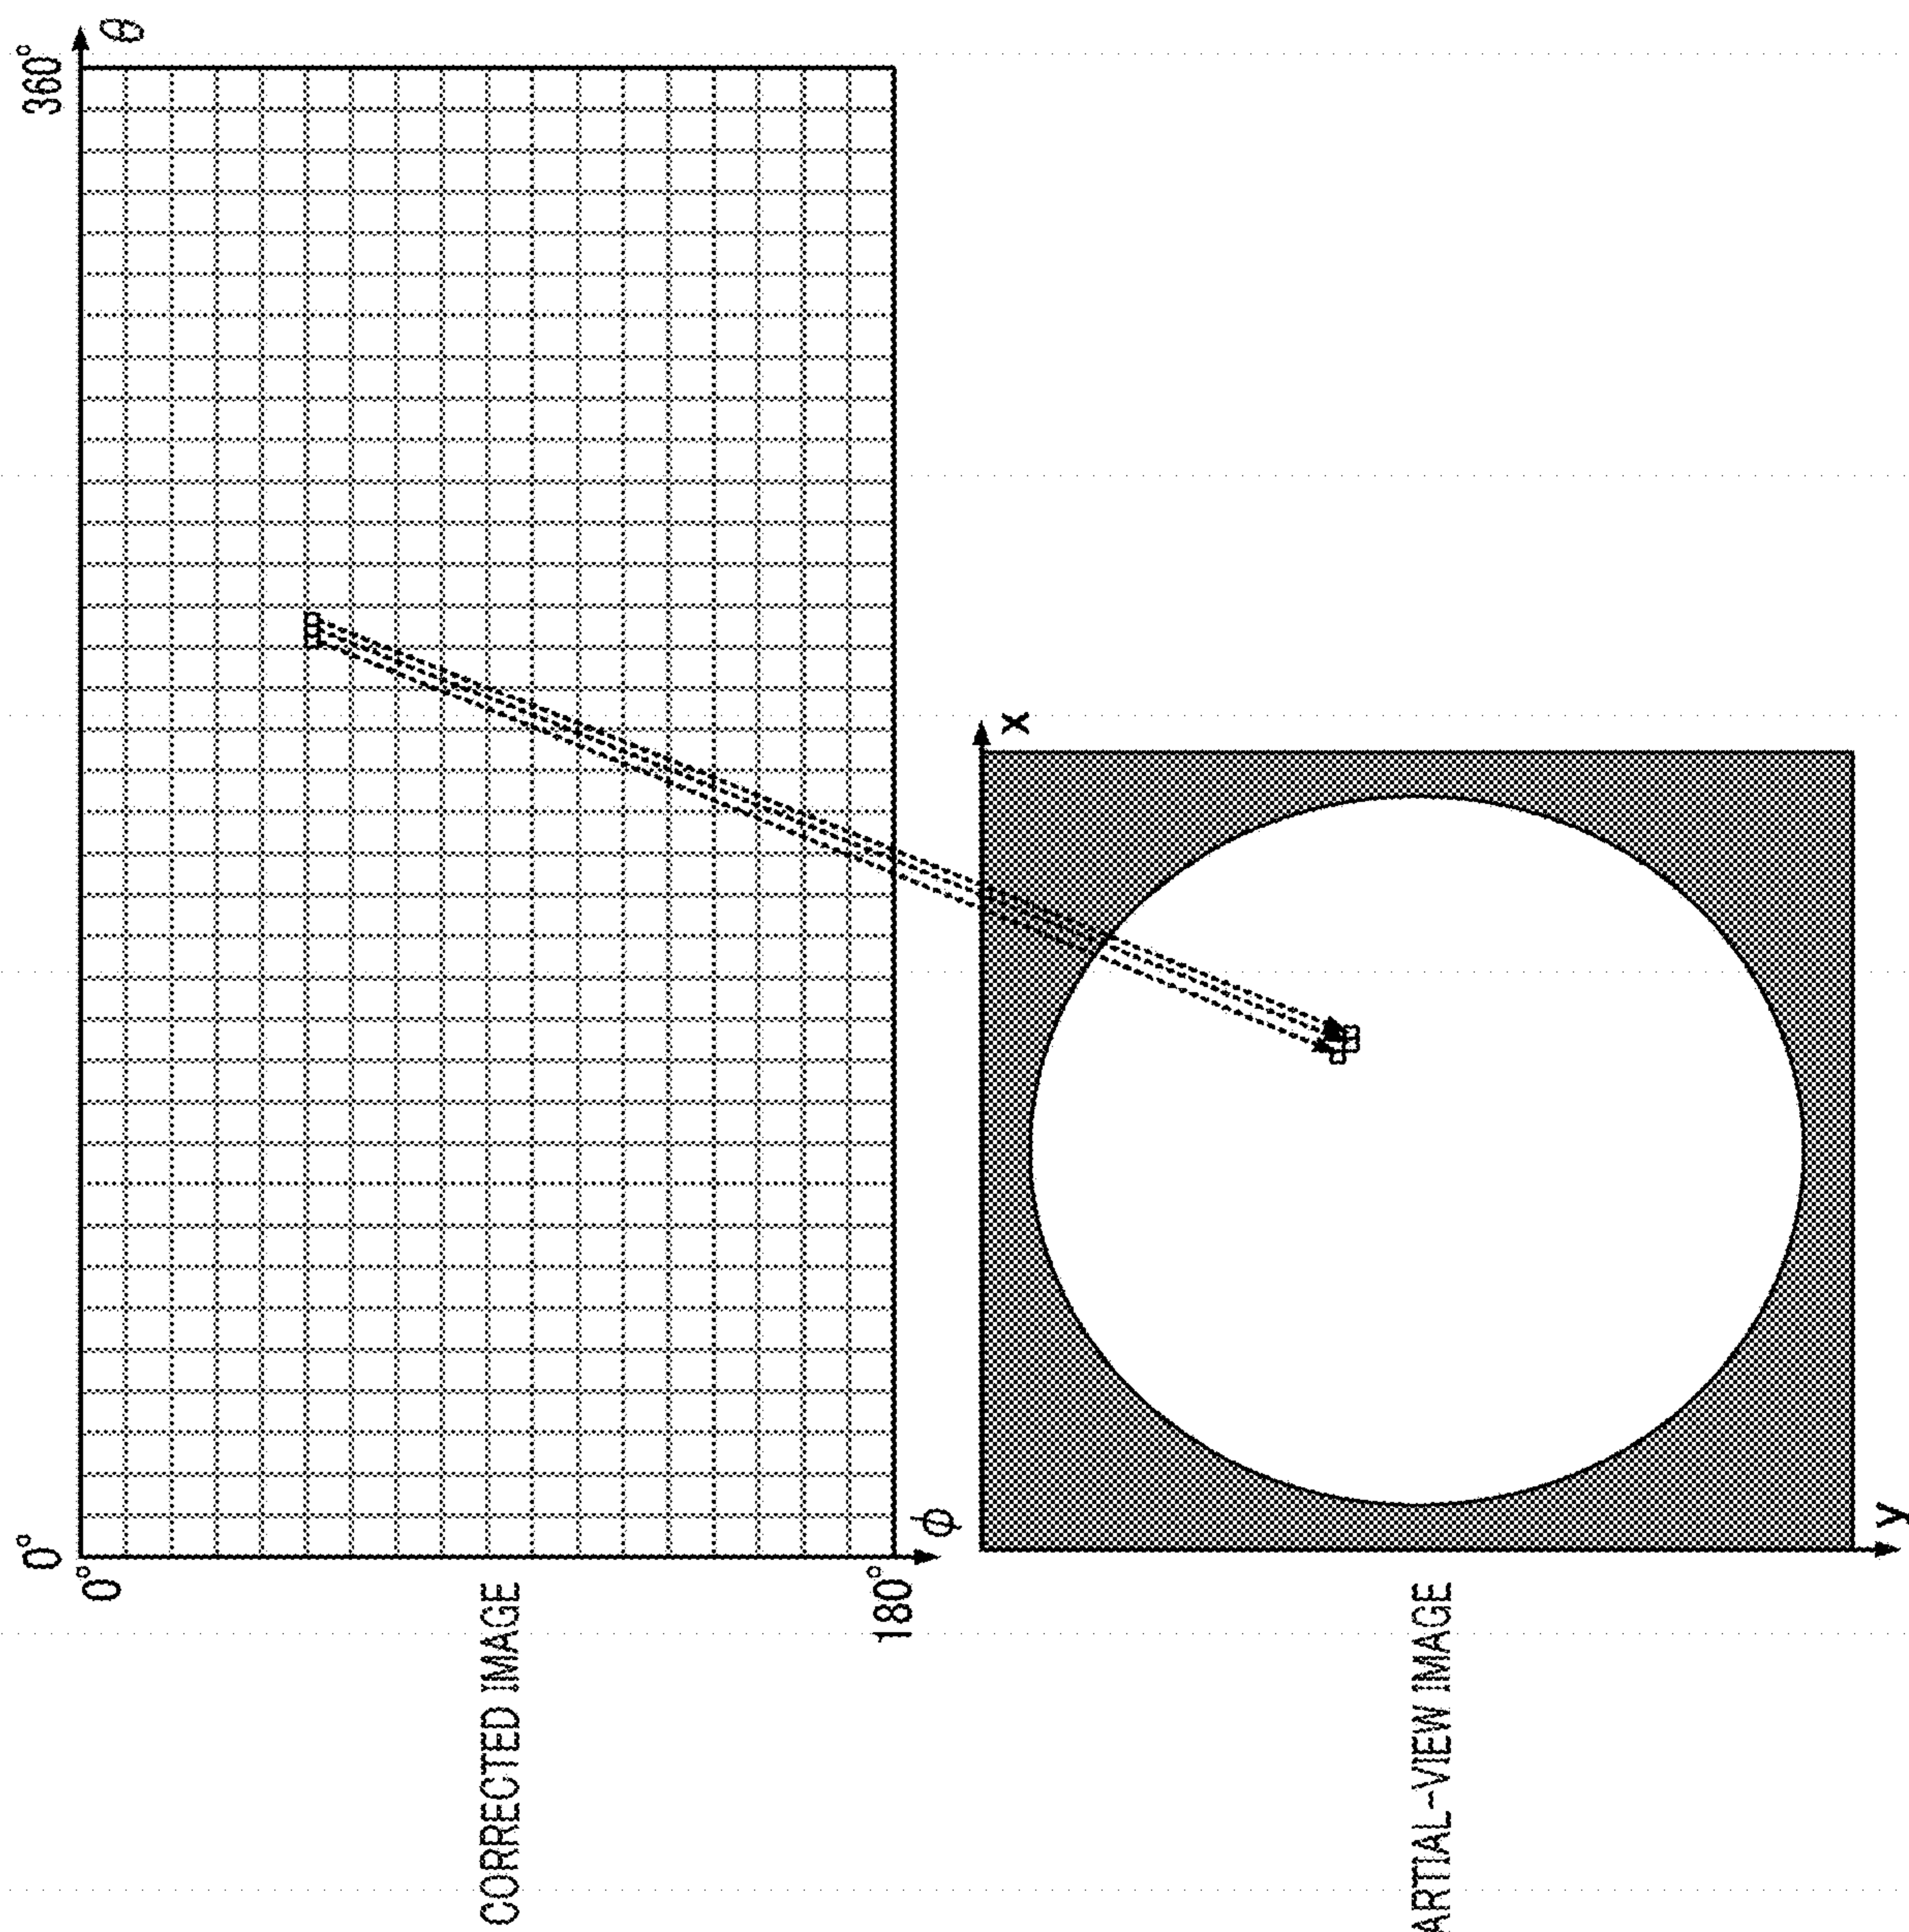 CORRECTED IMAGE
0°
360°
θ
0°
180°
φ
ARTIAL-VIEW IMAGE
x
y